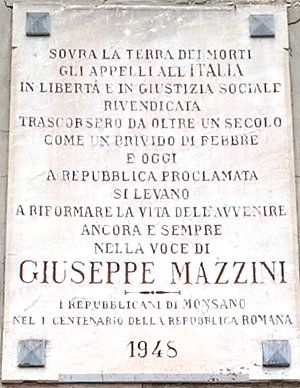 SOVRA LA TERRA DEI MORTI
GLI APPELLI ALL'ITALIA
IN LIBERTÀ E IN GIUSTIZIA SOCIALE
RIVENDICATA
TRASCORSERO DA OLTRE UN SECOLO
COME UN BRIVIDO DI FEBBRE
E OGGI
A REPUBBLICA PROCLAMATA
SI LEVANO
A RIFORMARE LA VITA DELL'AVVENIRE
ANCORA E SEMPRE
NELLA VOCE DI
GIUSEPPE MAZZINI
I REPUBBLICANI DI MONSANO
NEL I CENTENARIO DELLA REPUBBLICA ROMANA
1948